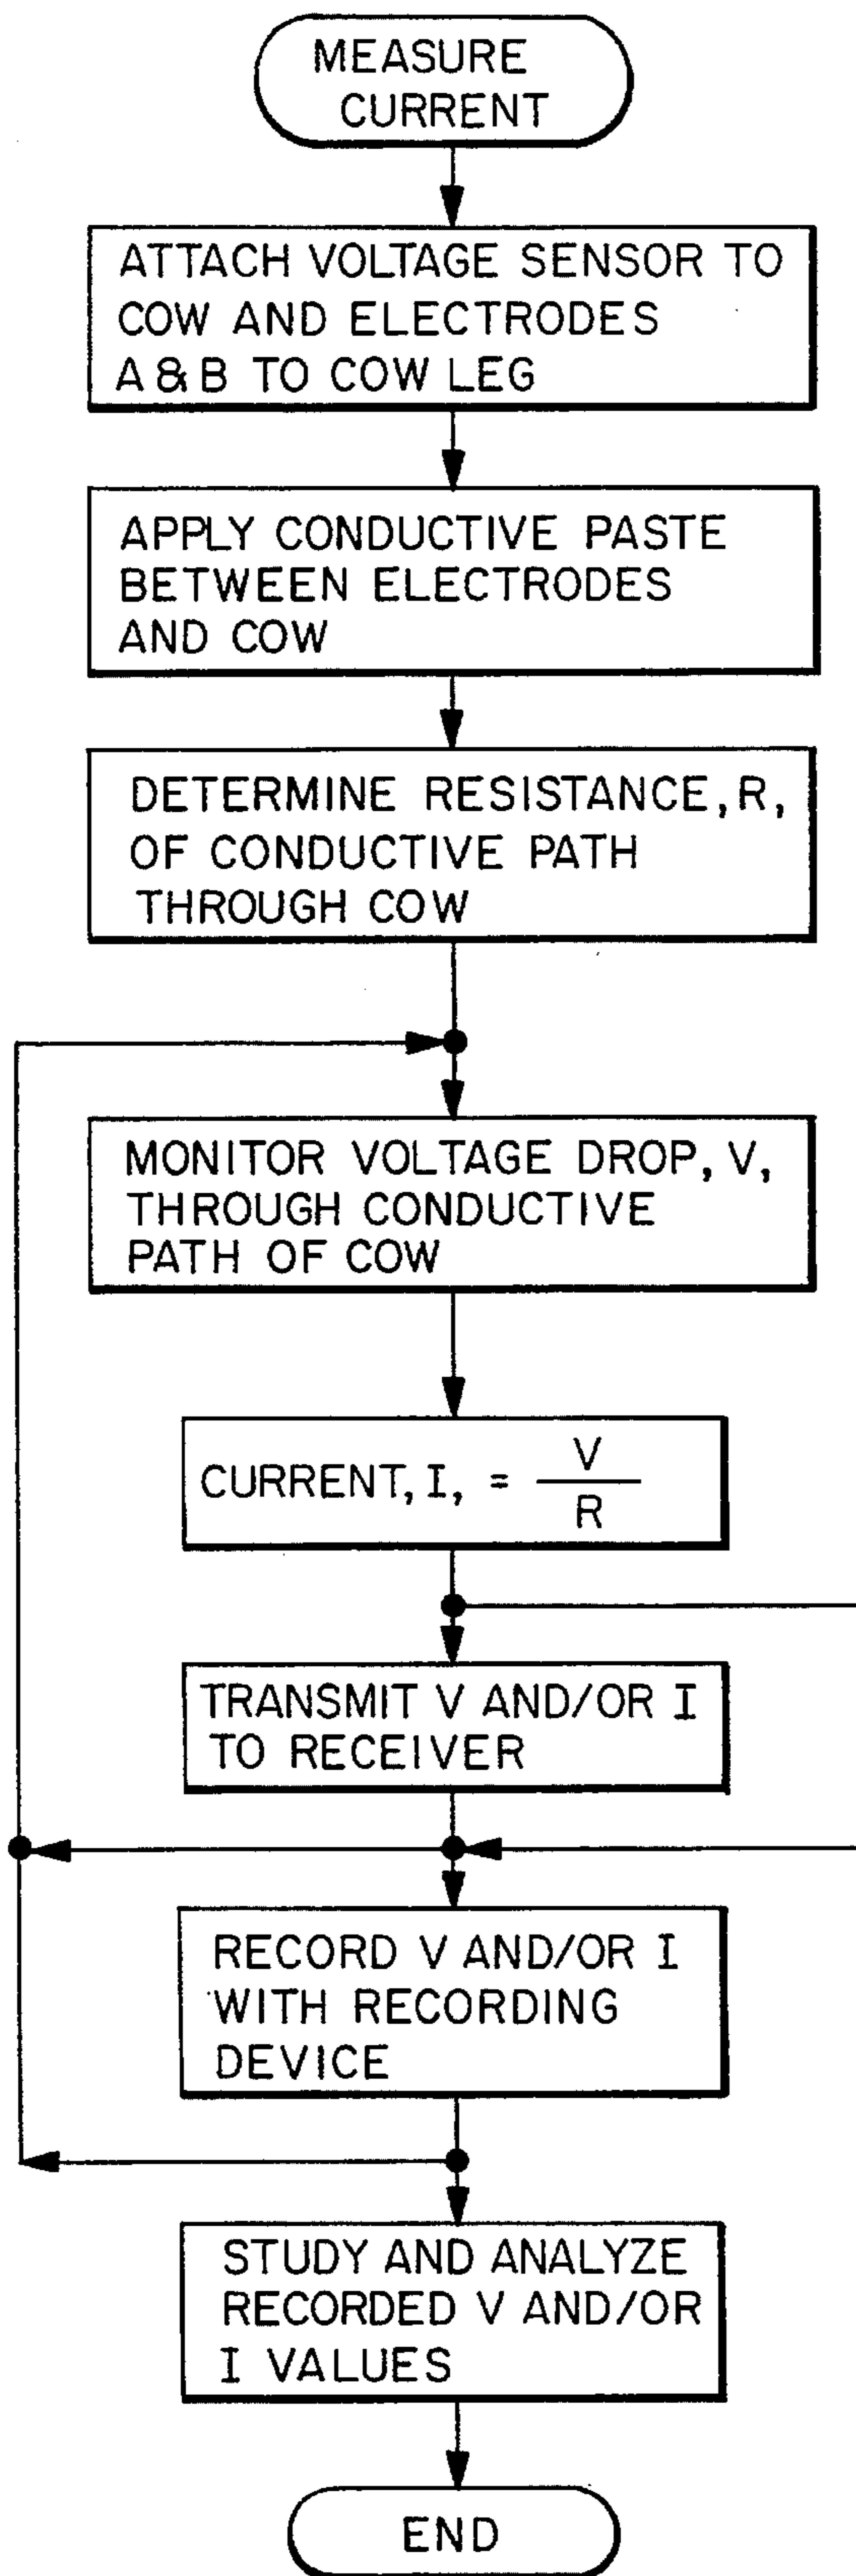 MEASURE
CURRENT
ATTACH VOLTAGE SENSOR TO
COW AND ELECTRODES
A & B TO COW LEG
APPLY CONDUCTIVE PASTE
BETWEEN ELECTRODES
AND COW
DETERMINE RESISTANCE, R,
OF CONDUCTIVE PATH
THROUGH COW
MONITOR VOLTAGE DROP, V,
THROUGH CONDUCTIVE
PATH OF COW
CURRENT, I, = V
R
TRANSMIT V AND/OR I
TO RECEIVER
RECORD V AND/OR I
WITH RECORDING
DEVICE
STUDY AND ANALYZE
RECORDED V AND/OR
I VALUES
END